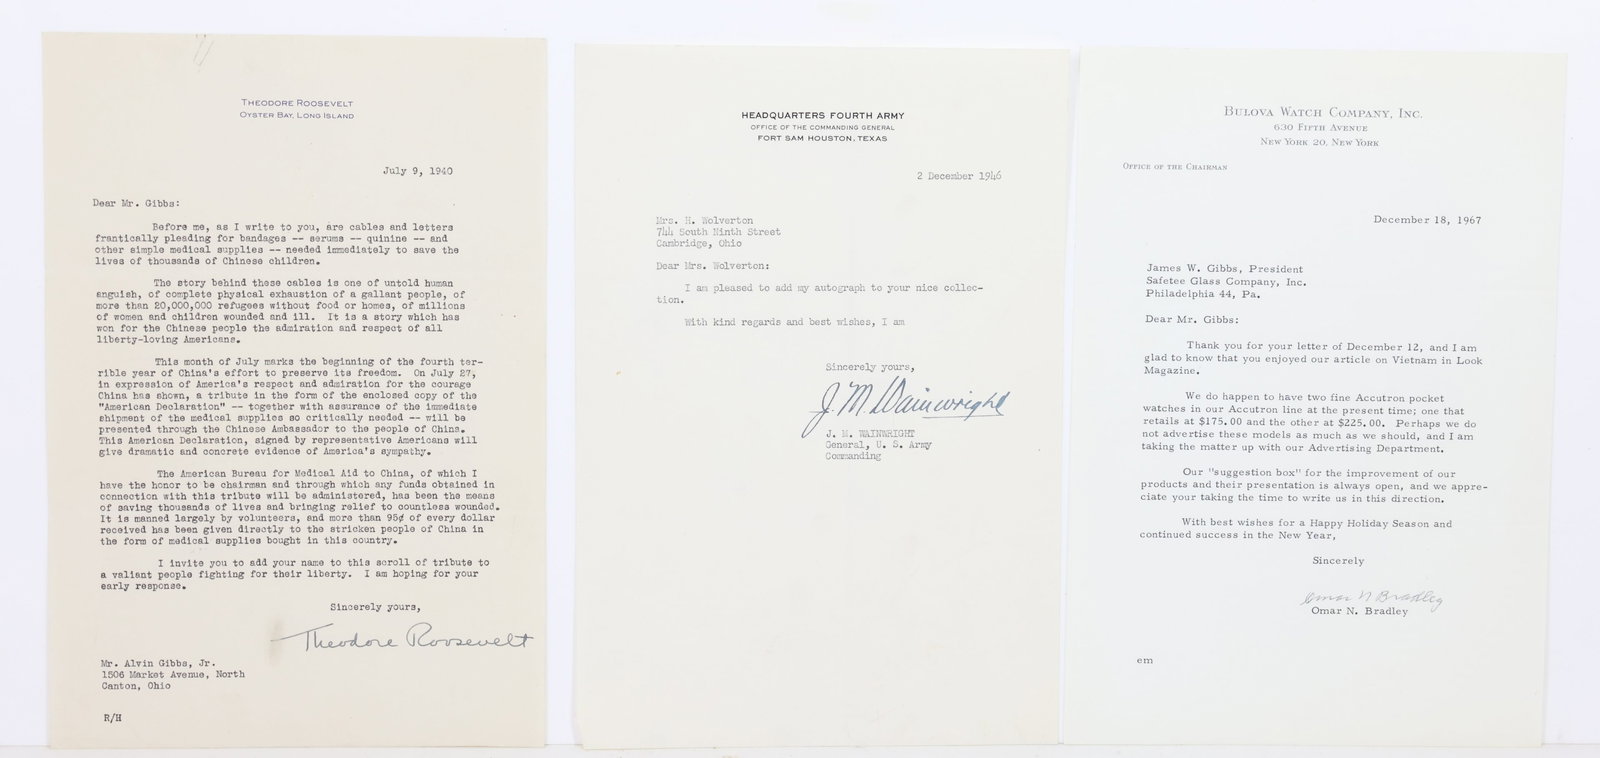 THEODORE ROOSEVELT
OYSTER BAY, LONG ISLAND
July 9, 1940
Dear Mr. Gibbs:
Before me, as I write to you, are cables and letters
frantically pleading for bandages -- serums -- quinine -- and
other simple medical supplies -- needed immediately to save the
lives of thousands of Chinese children.
The story behind these cables is one of untold human
anguish, of complete physical exhaustion of a gallant people, of
more than 20,000,000 refugees without food or homes, of millions
of women and children wounded and ill. It is a story which has
won for the Chinese people the admiration and respect of all
liberty-loving Americans.
This month of July marks the beginning of the fourth ter-
rible year of China's effort to preserve its freedom. On July 27,
in expression of America's respect and admiration for the courage
China has shown, a tribute in the form of the enclosed copy of the
"American Declaration" -- together with assurance of the immediate
shipment of the medical supplies so critically needed -- will be
presented through the Chinese Ambassador to the people of China.
This American Declaration, signed by representative Americans will
give dramatic and concrete evidence of America's sympathy.
The American Bureau for Medical Aid to China, of which I
have the honor to be chairman and through which any funds obtained in
connection with this tribute will be administered, has been the means
of saving thousands of lives and bringing relief to countless wounded.
It is manned largely by volunteers, and more than 95¢ of every dollar
received has been given directly to the stricken people of China in
the form of medical supplies bought in this country.
I invite you to add your name to this scroll of tribute to
a valiant people fighting for their liberty. I am hoping for your
early response.
Sincerely yours,
Theodore Roosevelt
Mr. Alvin Gibbs, Jr.
1506 Market Avenue, North
Canton, Ohio
R/H
HEADQUARTERS FOURTH ARMY
OFFICE OF THE COMMANDING GENERAL
FORT SAM HOUSTON, TEXAS
2 December 1946
Mrs. H. Wolverton
744 South Ninth Street
Cambridge, Ohio
Dear Mrs. Wolverton:
I am pleased to add my autograph to your nice collec-
tion.
With kind regards and best wishes, I am
Sincerely yours,
J. M. Wainwright
J. M. WAINWRIGHT
General, U. S. Army
Commanding
BULOVA WATCH COMPANY, INC.
630 FIFTH AVENUE
NEW YORK 20, NEW YORK
OFFICE OF THE CHAIRMAN
December 18, 1967
James W. Gibbs, President
Safetee Glass Company, Inc.
Philadelphia 44, Pa.
Dear Mr. Gibbs:
Thank you for your letter of December 12, and I am
glad to know that you enjoyed our article on Vietnam in Look
Magazine.
We do happen to have two fine Accutron pocket
watches in our Accutron line at the present time; one that
retails at $175.00 and the other at $225.00. Perhaps we do
not advertise these models as much as we should, and I am
taking the matter up with our Advertising Department.
Our "suggestion box" for the improvement of our
products and their presentation is always open, and we appre-
ciate your taking the time to write us in this direction.
With best wishes for a Happy Holiday Season and
continued success in the New Year,
Sincerely
Omar N Bradley
Omar N. Bradley
em